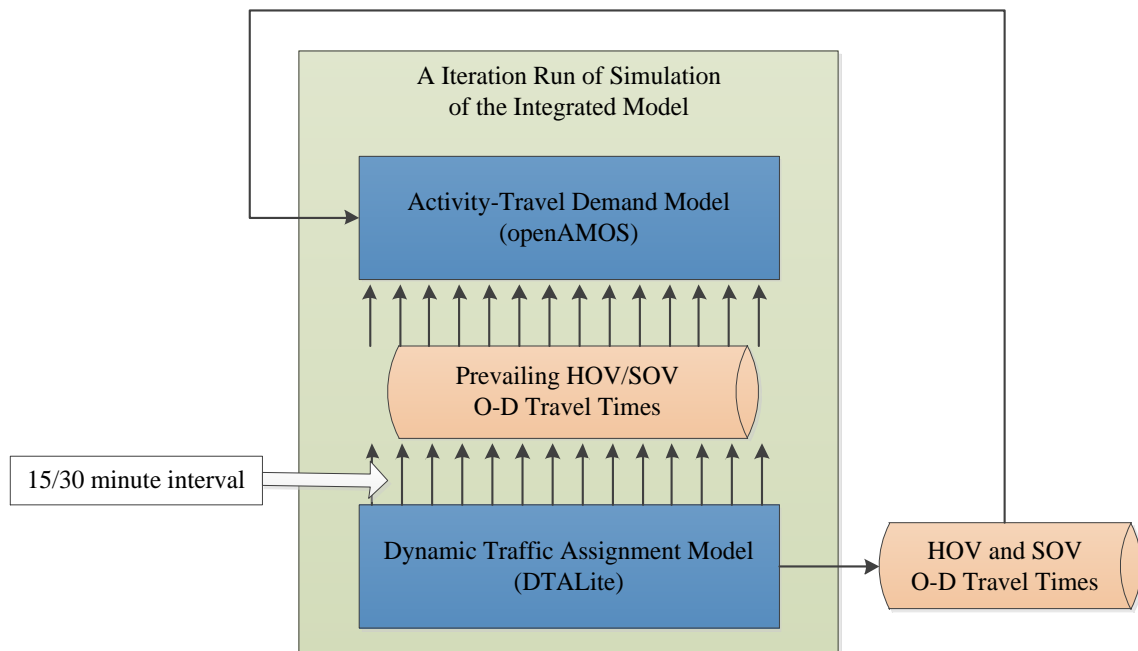 A Iteration Run of Simulation
of the Integrated Model
Activity-Travel Demand Model
(openAMOS)
Prevailing HOV/SOV
O-D Travel Times
15/30 minute interval
Dynamic Traffic Assignment Model
(DTALite)
HOV and SOV
O-D Travel Times